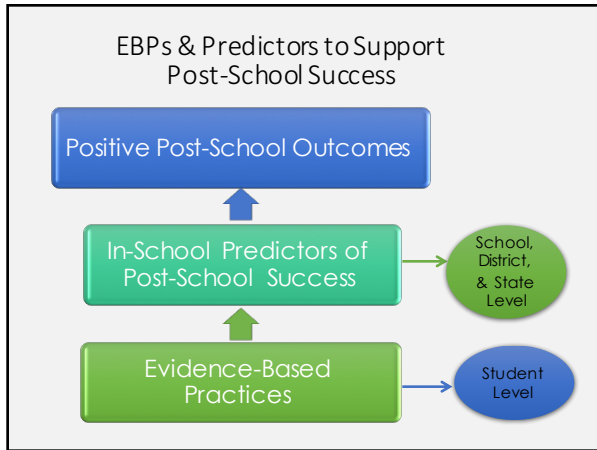 EBPs & Predictors to Support
Post-School Success
Positive Post-School Outcomes
In-School Predictors of
Post-School Success
School,
District,
& State
Level
Evidence-Based
Practices
Student
Level